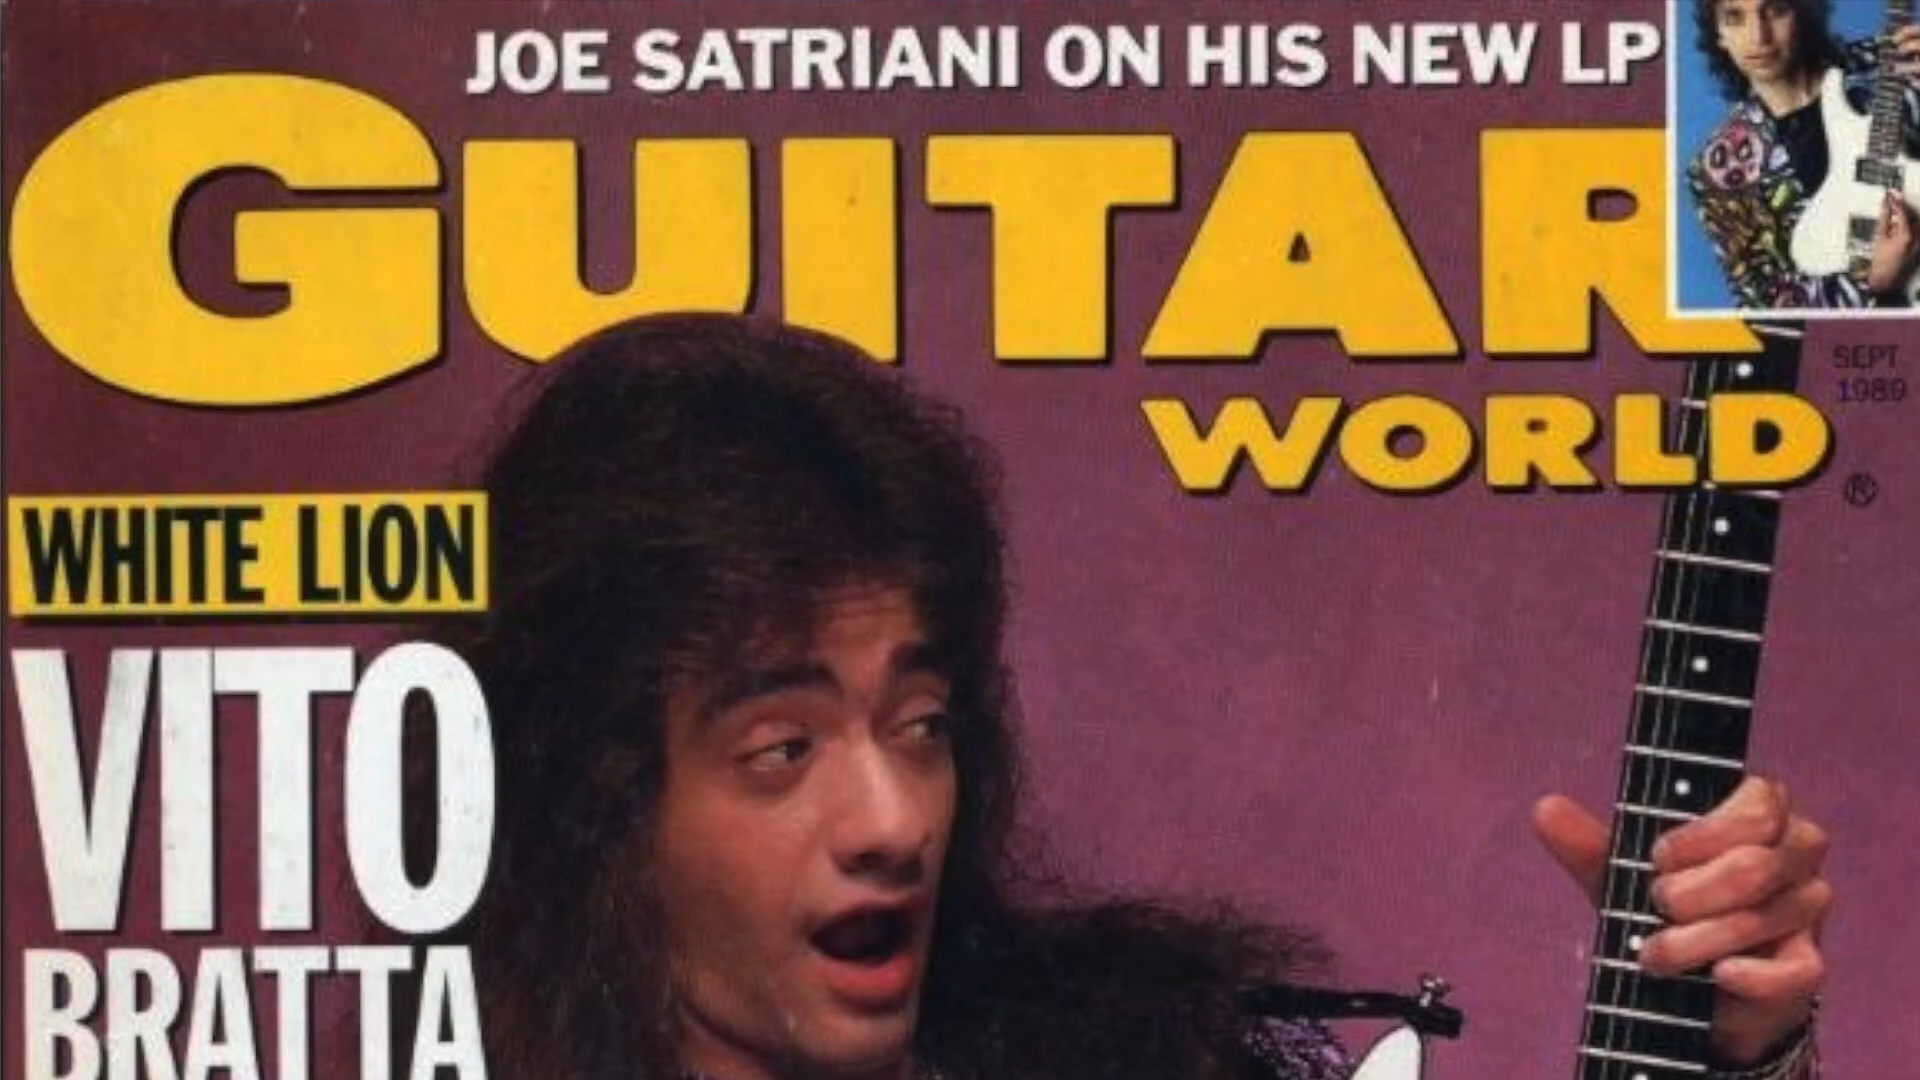 JOE SATRIANI ON HIS NEW LP
GUITAR
WORLD
SEPT
1989
®
WHITE LION
VITO
BRATTA